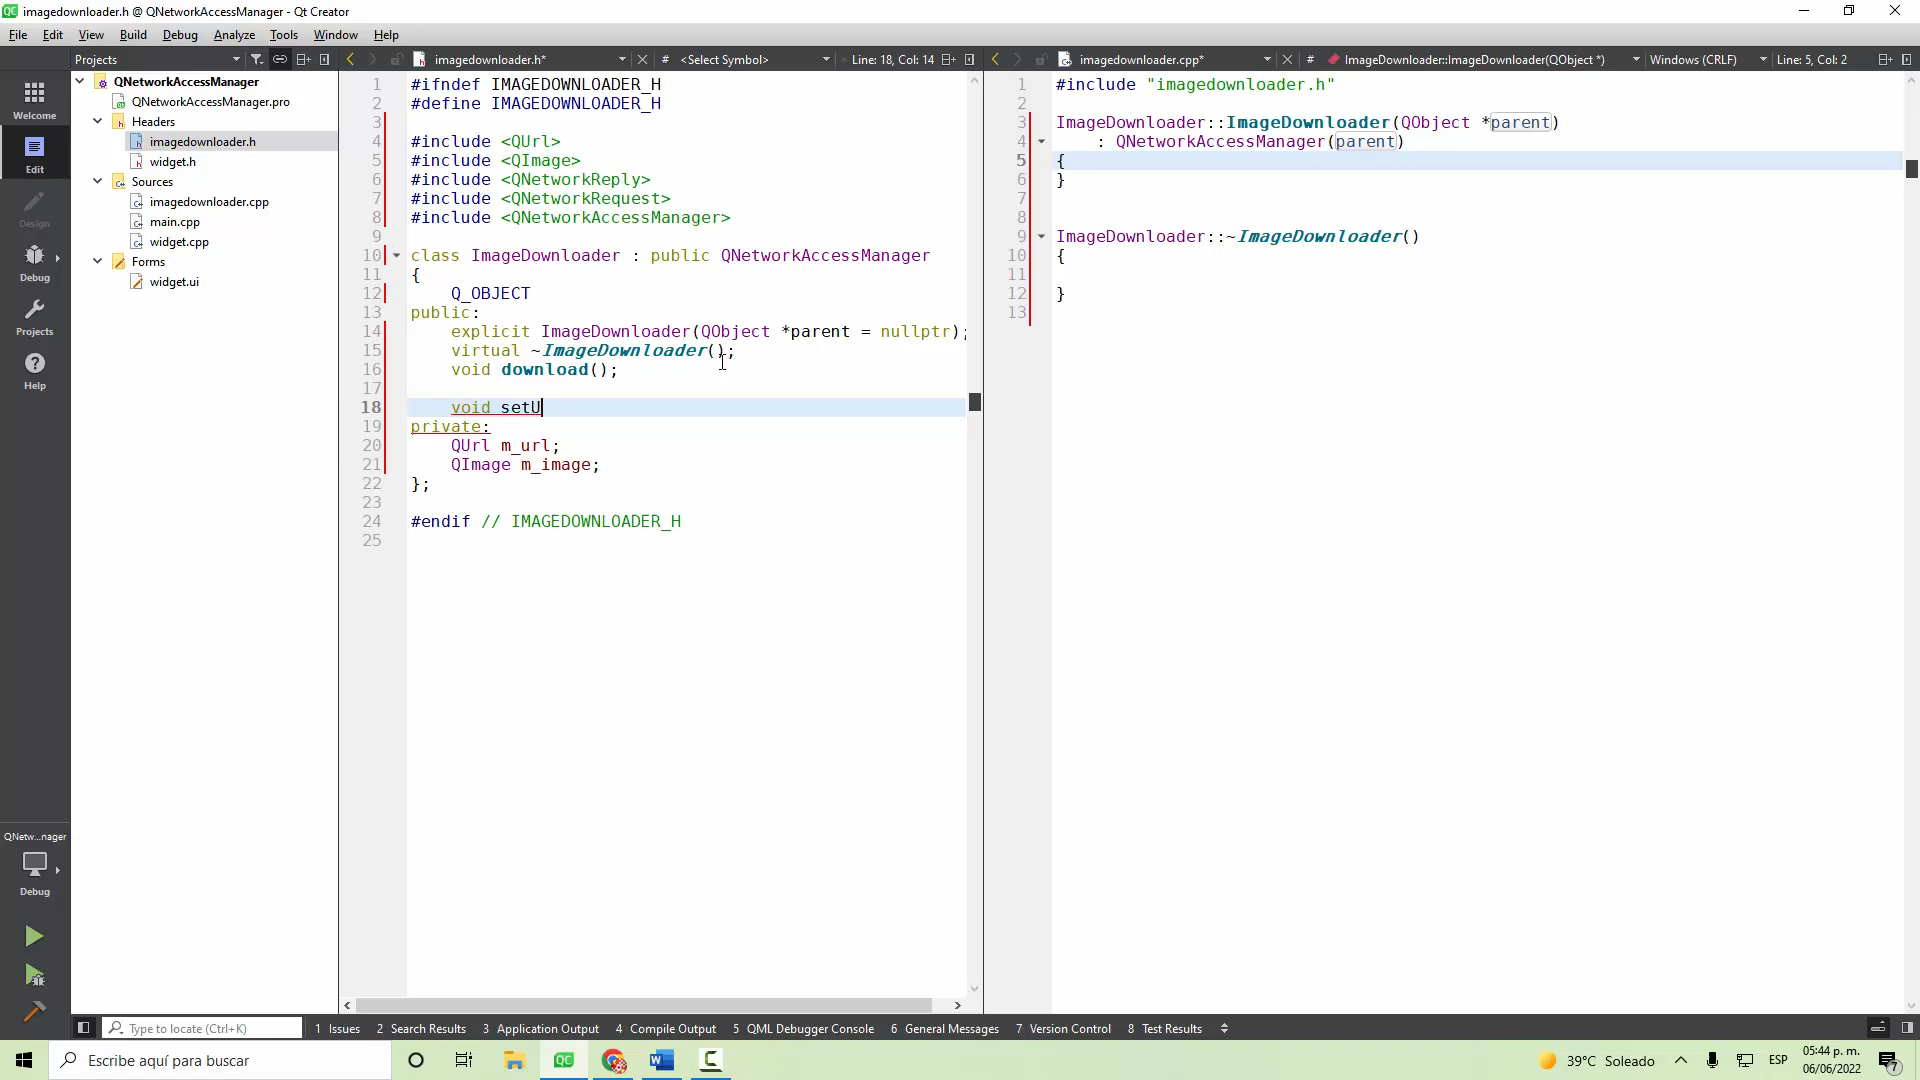 imagedownloader.h @ QNetworkAccessManager - Qt Creator
File Edit View Build Debug Analyze Tools Window Help
Projects
imagedownloader.h*
# <Select Symbol>
Line: 18, Col: 14
imagedownloader.cpp*
# ImageDownloader::ImageDownloader(QObject *)
Windows (CRLF)
Line: 5, Col: 2
Welcome
Edit
Design
Debug
Projects
Help
QNetw...nager
Debug
QNetworkAccessManager
QNetworkAccessManager.pro
Headers
imagedownloader.h
widget.h
Sources
imagedownloader.cpp
main.cpp
widget.cpp
Forms
widget.ui
1 #ifndef IMAGEDOWNLOADER_H
2 #define IMAGEDOWNLOADER_H
3
4 #include <QUrl>
5 #include <QImage>
6 #include <QNetworkReply>
7 #include <QNetworkRequest>
8 #include <QNetworkAccessManager>
9
10 class ImageDownloader : public QNetworkAccessManager
11 {
12 Q_OBJECT
13 public:
14 explicit ImageDownloader(QObject *parent = nullptr);
15 virtual ~ImageDownloader();
16 void download();
17
18 void setU
19 private:
20 QUrl m_url;
21 QImage m_image;
22 };
23
24 #endif // IMAGEDOWNLOADER_H
25
1 #include "imagedownloader.h"
2
3 ImageDownloader::ImageDownloader(QObject *parent)
4 : QNetworkAccessManager(parent)
5 {
6 }
7
8
9 ImageDownloader::~ImageDownloader()
10 {
11
12 }
13
Type to locate (Ctrl+K)
1 Issues 2 Search Results 3 Application Output 4 Compile Output 5 QML Debugger Console 6 General Messages 7 Version Control 8 Test Results
Escribe aquí para buscar
39°C Soleado
ESP
05:44 p. m.
06/06/2022
7